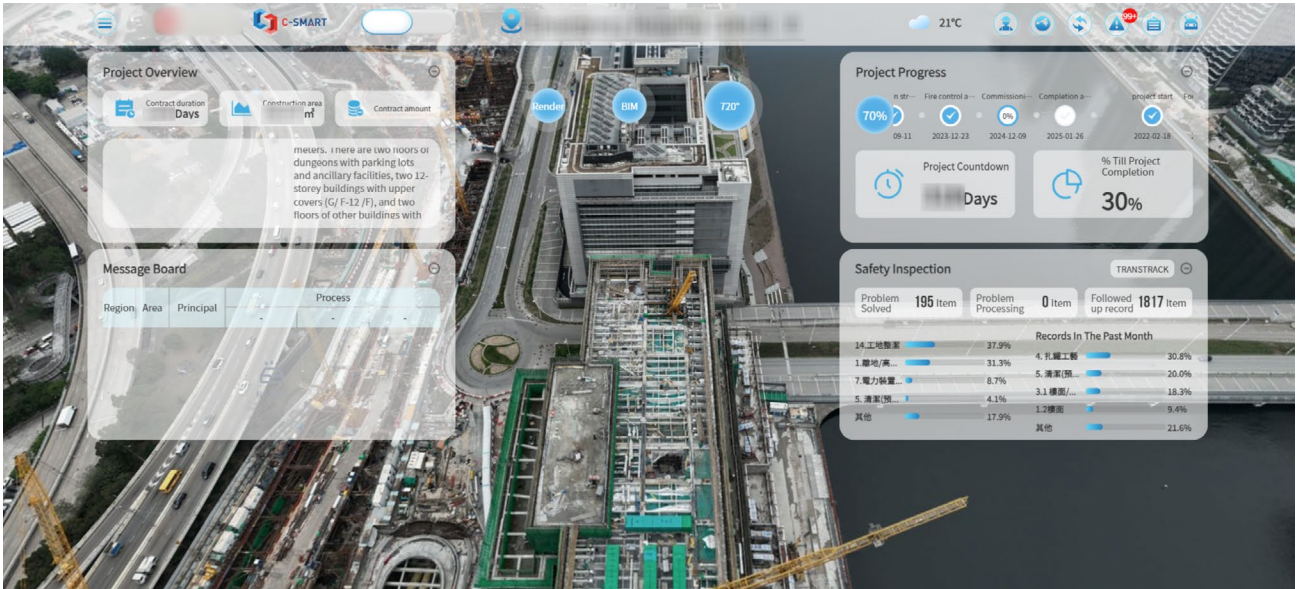 C-SMART
21°C
99+
Project Overview
Contract duration
Days
Construction area
㎡
Contract amount
meters. There are two floors of
dungeons with parking lots
and ancillary facilities, two 12-
storey buildings with upper
covers (G/ F-12 /F), and two
floors of other buildings with
Message Board
Region Area Principal Process
- - -
Render
BIM
720°
Project Progress
70%
n str··· Fire control a··· Commissioni··· Completion a··· project start
0%
09-11 2023-12-23 2024-12-09 2025-01-26 2022-02-18
Project Countdown
Days
% Till Project
Completion
30%
Safety Inspection
TRANSTRACK
Problem
Solved
195 Item
Problem
Processing
0 Item
Followed
up record
1817 Item
14.工地整潔 37.9%
1.離地/高... 31.3%
7.電力裝置... 8.7%
5. 清潔(預... 4.1%
其他 17.9%
Records In The Past Month
4. 扎鐵工藝 30.8%
5. 清潔(預... 20.0%
3.1 樓面/... 18.3%
1.2樓面 9.4%
其他 21.6%